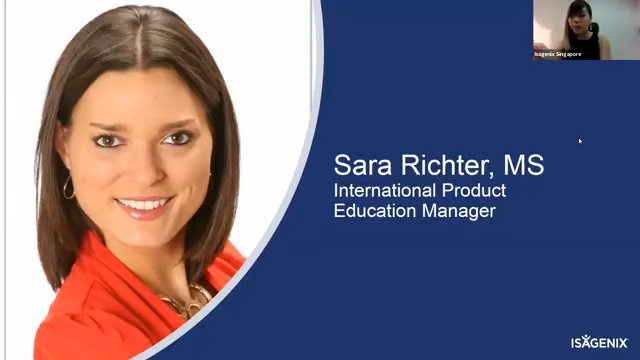 Isagenix Singapore
Sara Richter, MS
International Product
Education Manager
ISAGENIX